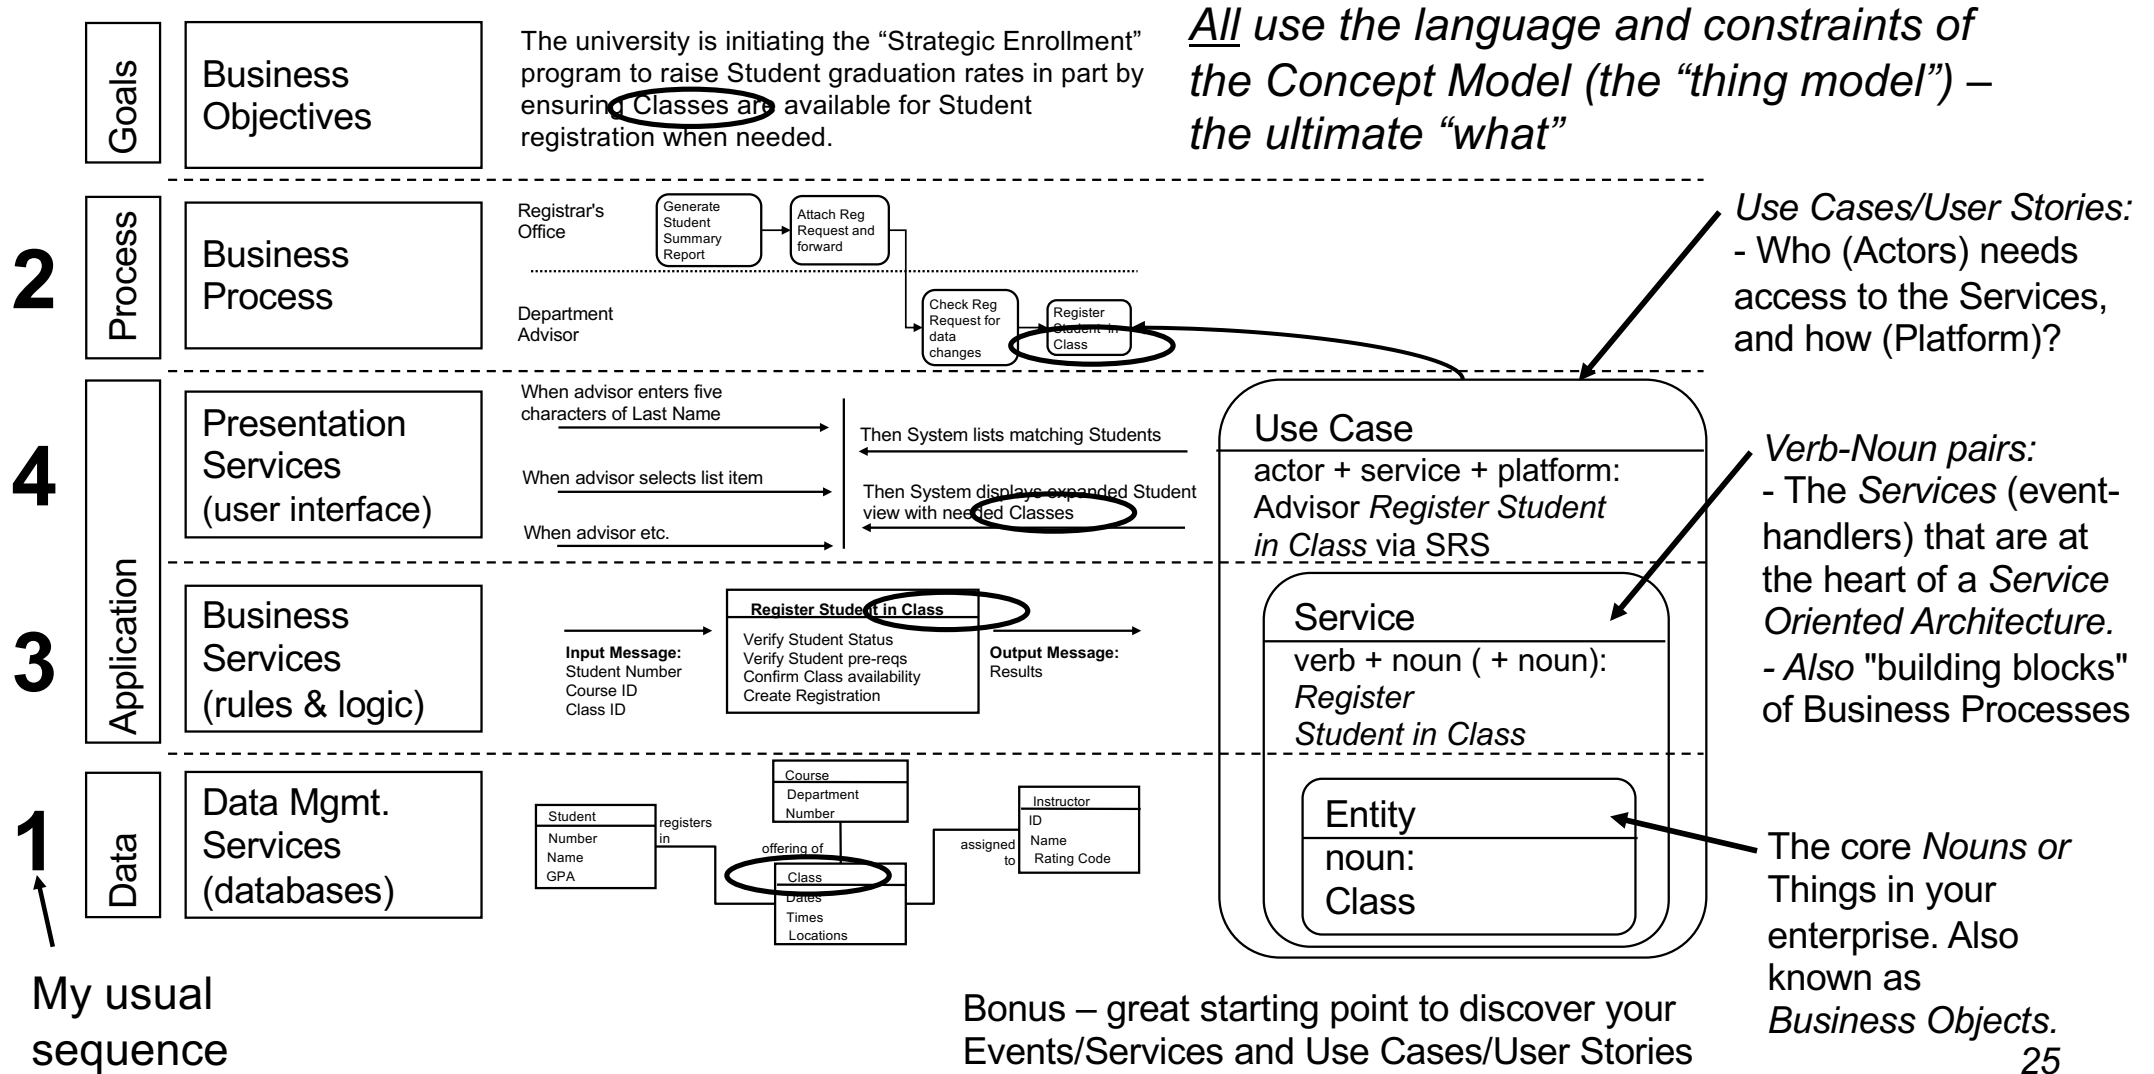 Goals
Business
Objectives
The university is initiating the “Strategic Enrollment”
program to raise Student graduation rates in part by
ensuring Classes are available for Student
registration when needed.
All use the language and constraints of
the Concept Model (the “thing model”) –
the ultimate “what”
2
Process
Business
Process
Registrar's
Office
Generate
Student
Summary
Report
Attach Reg
Request and
forward
Department
Advisor
Check Reg
Request for
data
changes
Register
Student in
Class
Use Cases/User Stories:
- Who (Actors) needs
access to the Services,
and how (Platform)?
Application
4
Presentation
Services
(user interface)
When advisor enters five
characters of Last Name
Then System lists matching Students
When advisor selects list item
Then System displays expanded Student
view with needed Classes
When advisor etc.
Use Case
actor + service + platform:
Advisor Register Student
in Class via SRS
Verb-Noun pairs:
- The Services (event-
handlers) that are at
the heart of a Service
Oriented Architecture.
- Also "building blocks"
of Business Processes
3
Business
Services
(rules & logic)
Input Message:
Student Number
Course ID
Class ID
Register Student in Class
Verify Student Status
Verify Student pre-reqs
Confirm Class availability
Create Registration
Output Message:
Results
Service
verb + noun ( + noun):
Register
Student in Class
1
Data
Data Mgmt.
Services
(databases)
Student
Number
Name
GPA
registers
in
Course
Department
Number
offering of
Class
Dates
Times
Locations
assigned
to
Instructor
ID
Name
Rating Code
Entity
noun:
Class
The core Nouns or
Things in your
enterprise. Also
known as
Business Objects.
My usual
sequence
Bonus – great starting point to discover your
Events/Services and Use Cases/User Stories
25